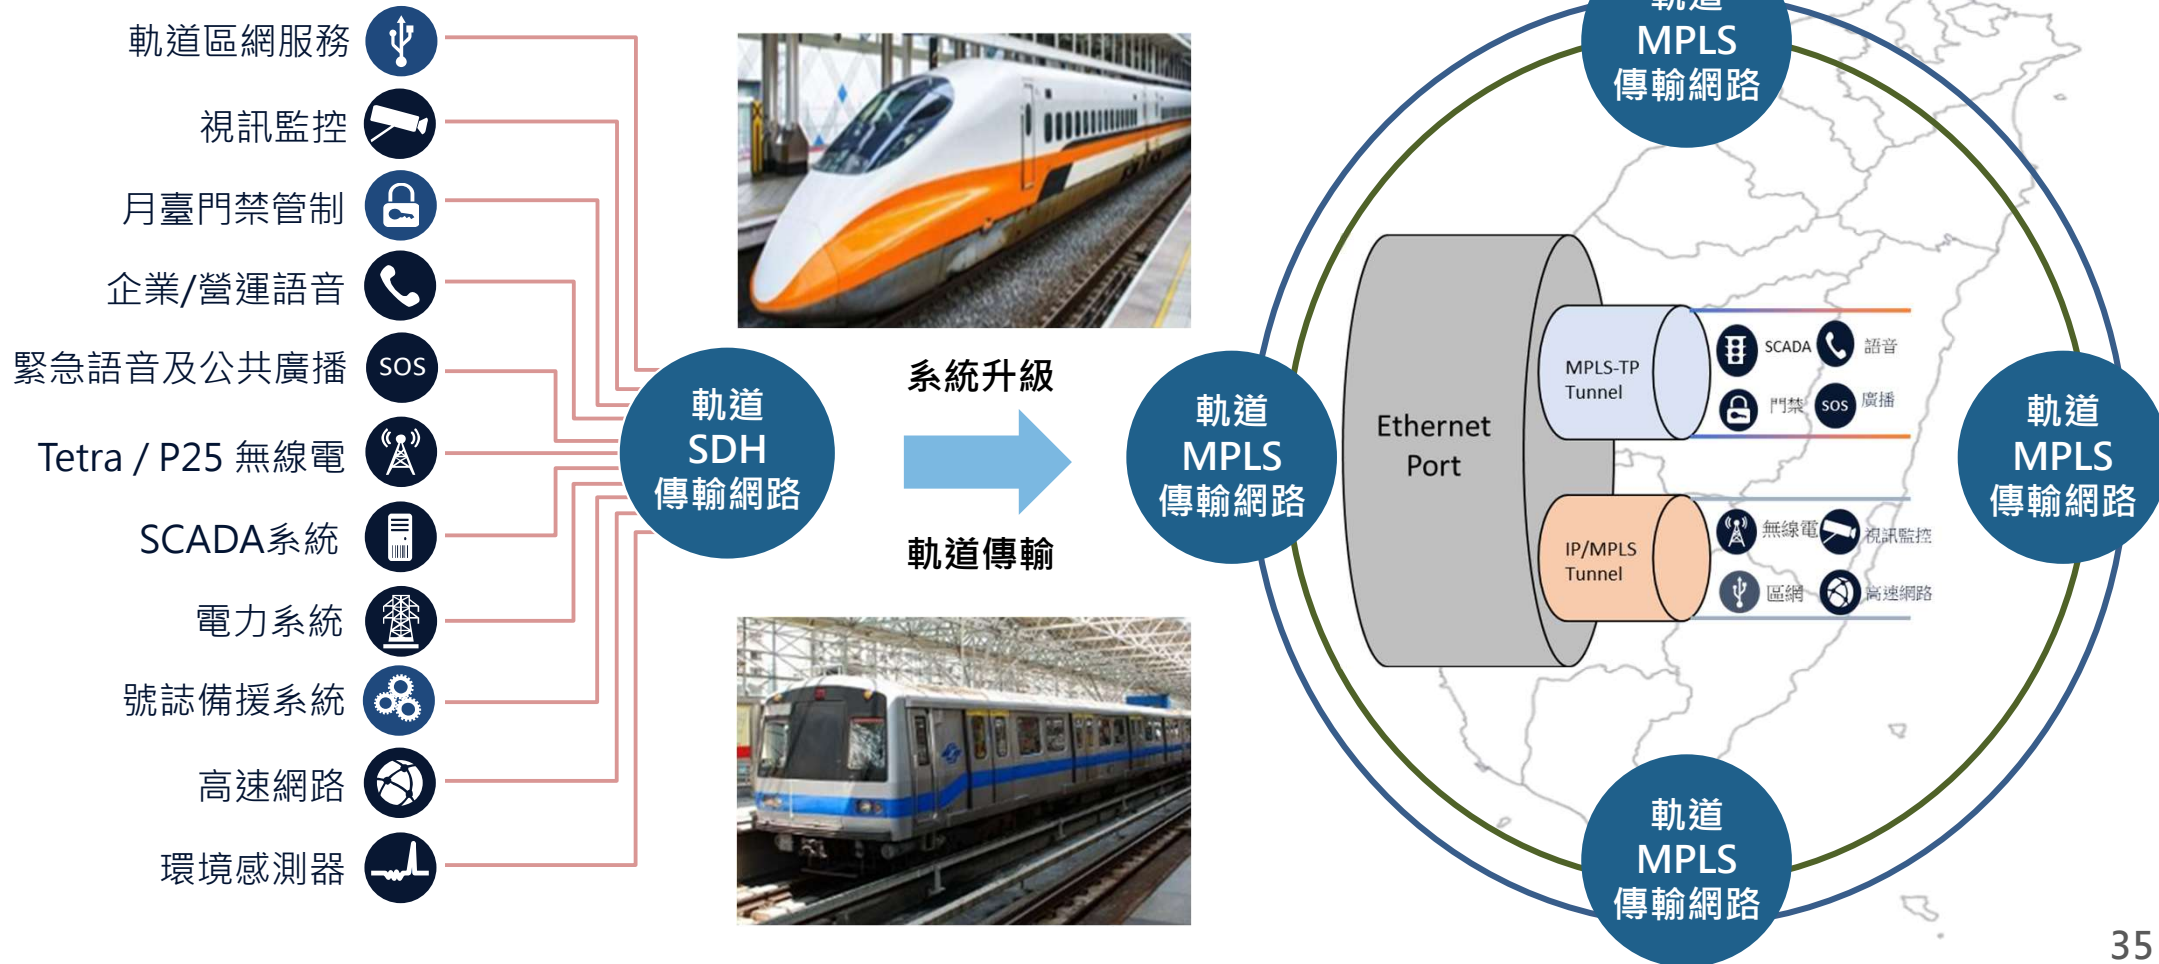 軌道區網服務
視訊監控
月臺門禁管制
企業/營運語音
緊急語音及公共廣播
SOS
Tetra / P25 無線電
SCADA系統
電力系統
號誌備援系統
高速網路
環境感測器
軌道
SDH
傳輸網路
系統升級
軌道傳輸
軌道
MPLS
傳輸網路
軌道
MPLS
傳輸網路
Ethernet
Port
MPLS-TP
Tunnel
SCADA
語音
門禁
SOS
廣播
IP/MPLS
Tunnel
無線電
視訊監控
區網
高速網路
軌道
MPLS
傳輸網路
軌道
MPLS
傳輸網路
35